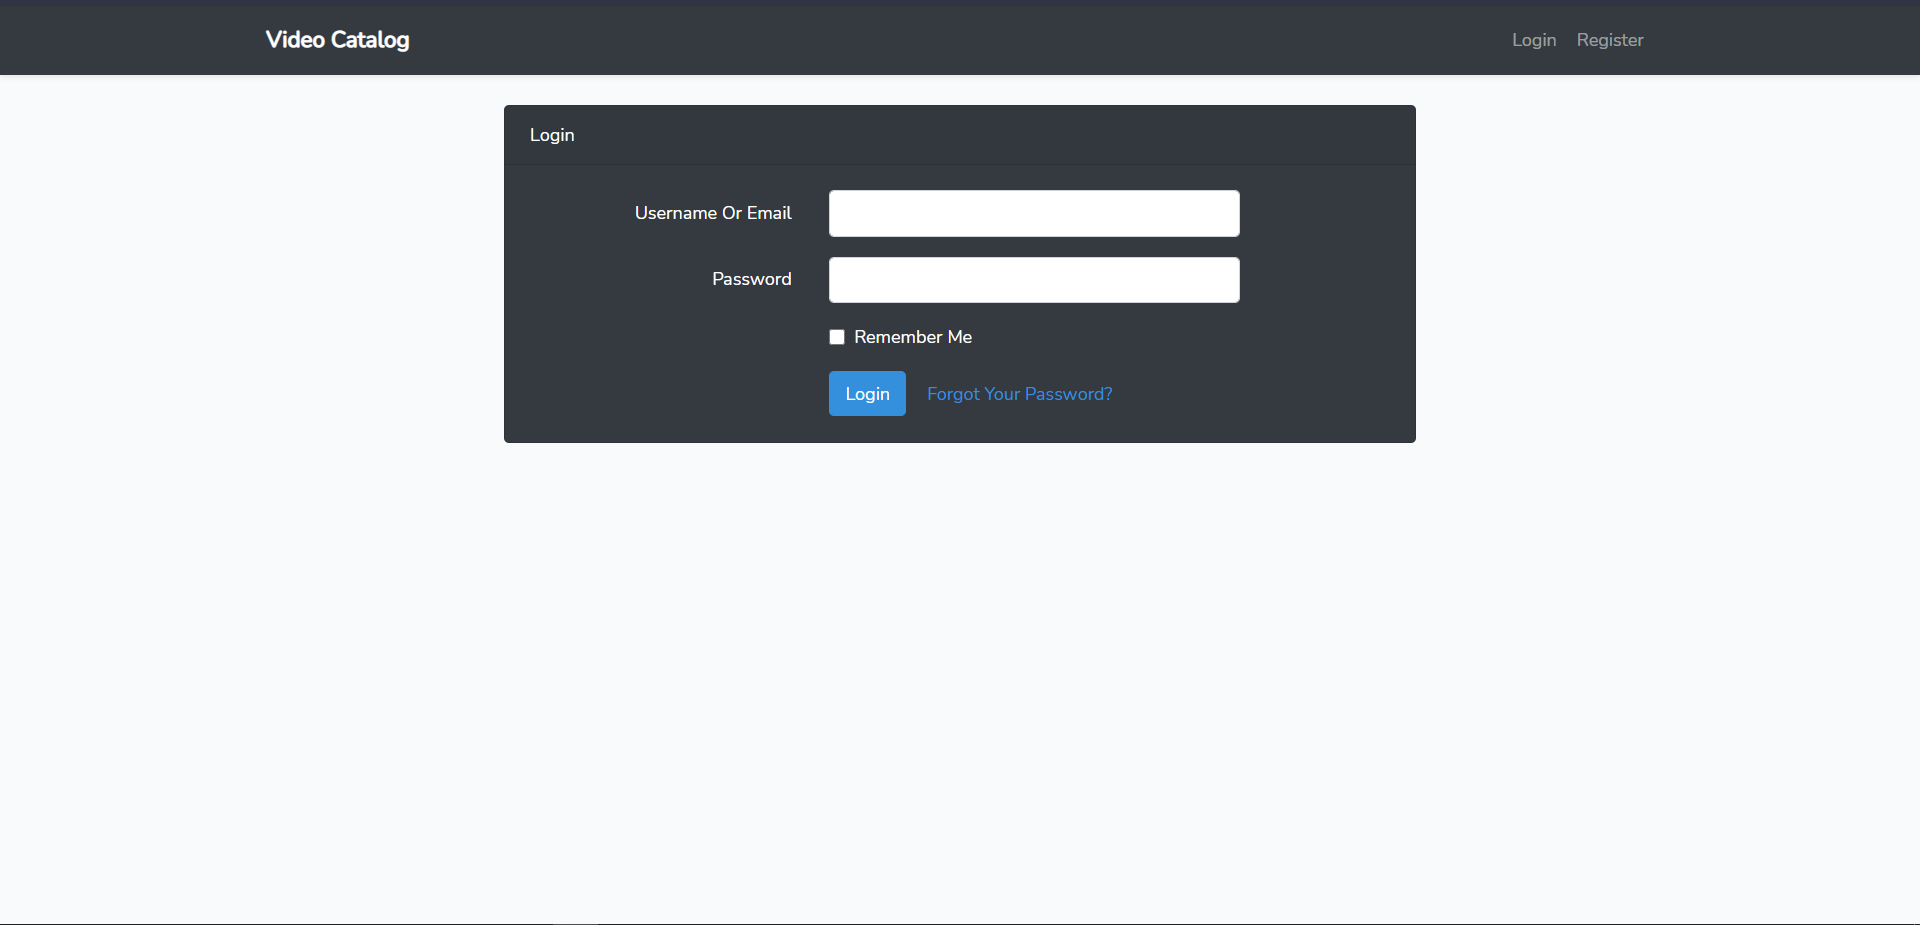 Video Catalog
Login Register
Login
Username Or Email
Password
Remember Me
Login Forgot Your Password?